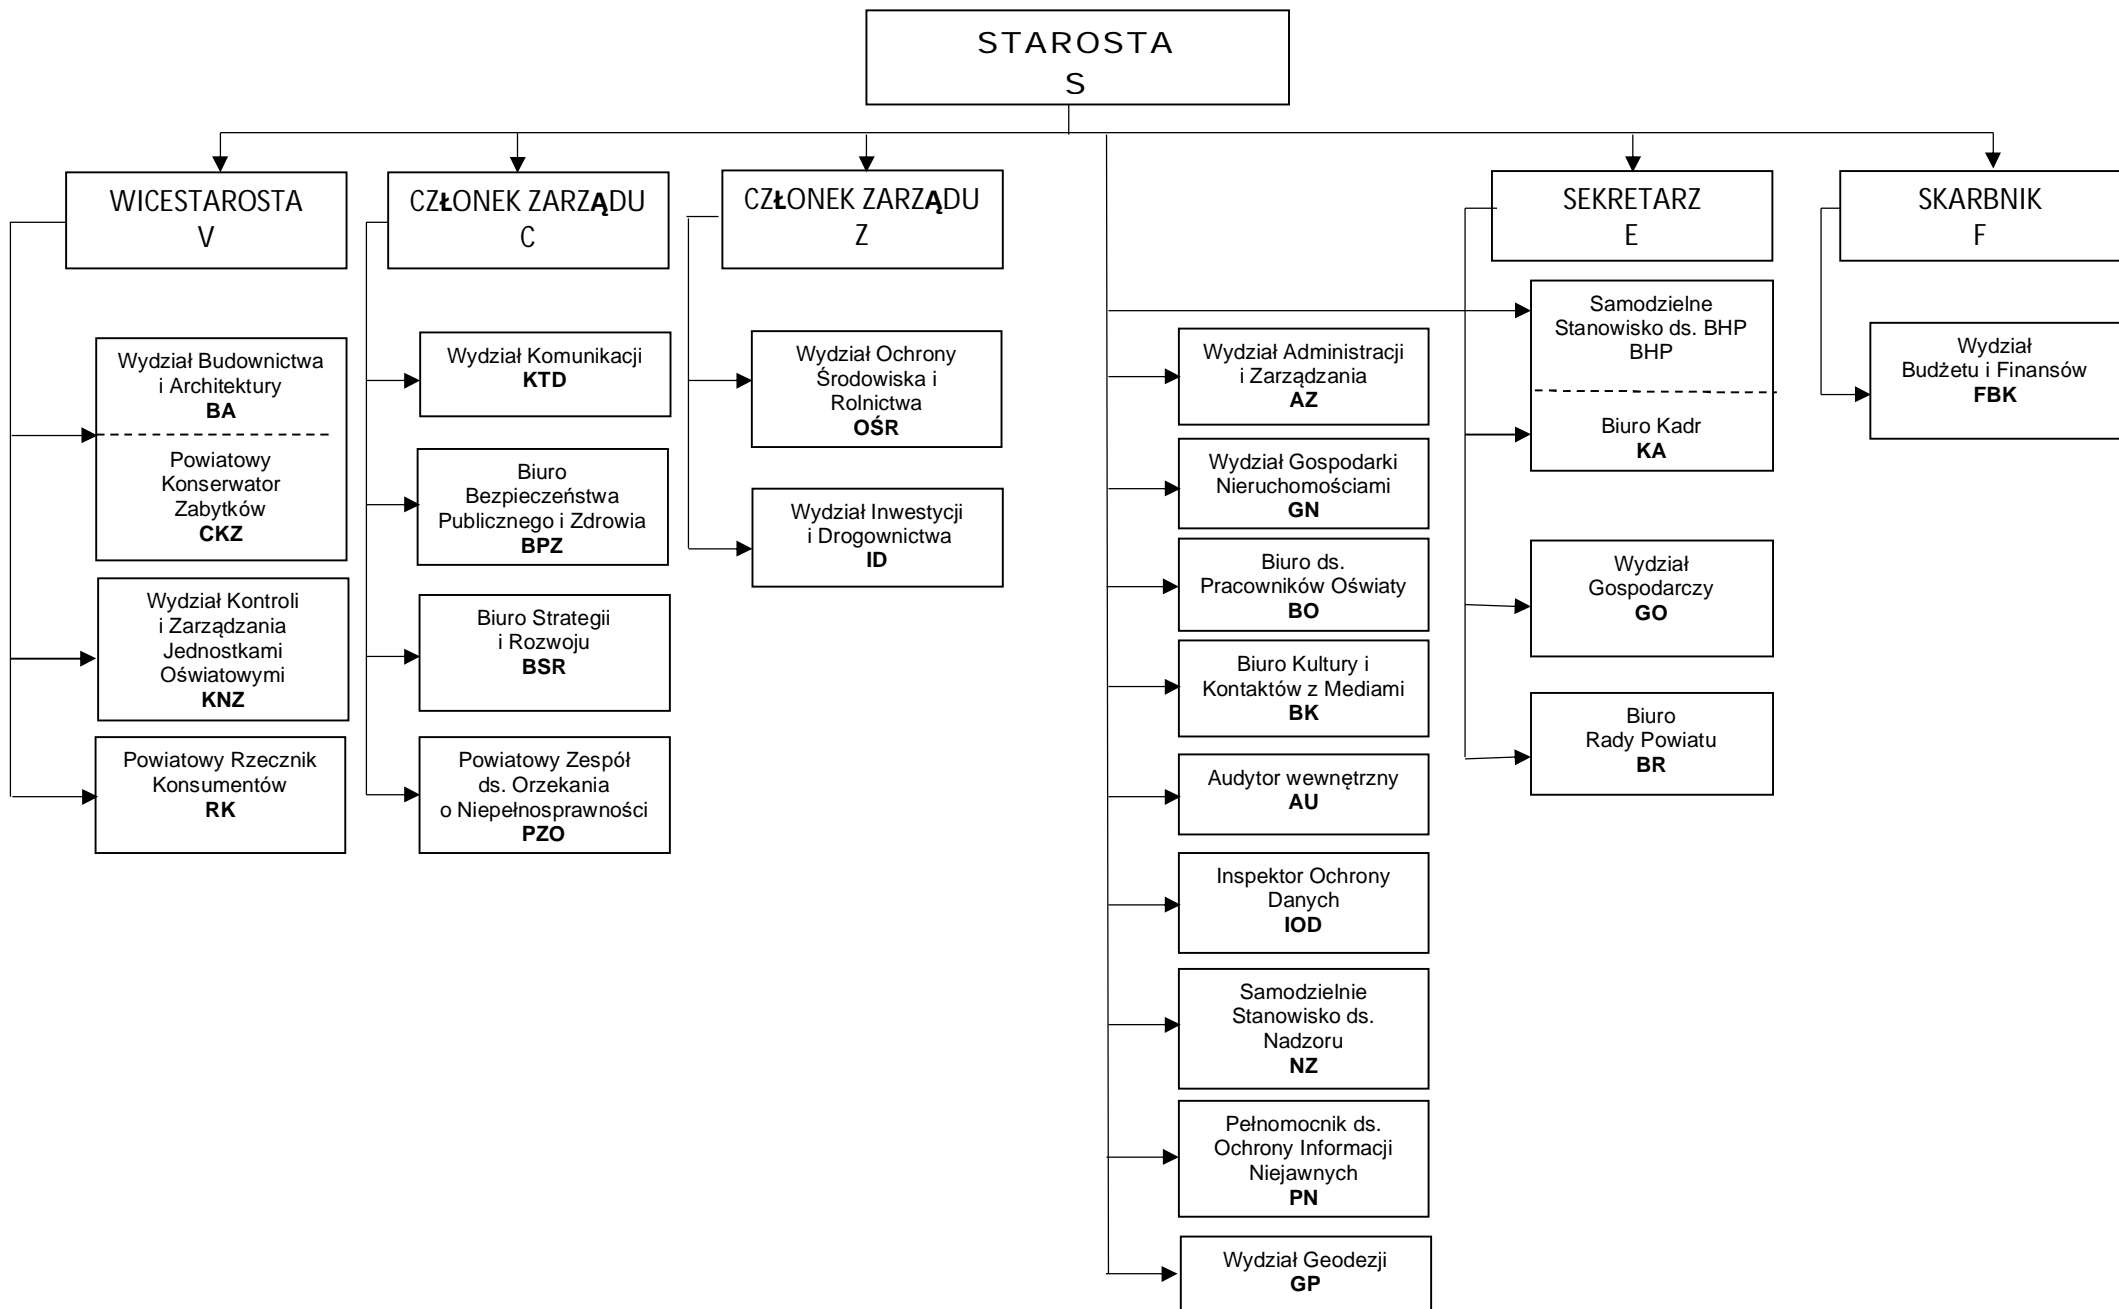 STAROSTA
S
WICESTAROSTA
V
CZŁONEK ZARZĄDU
C
CZŁONEK ZARZĄDU
Z
SEKRETARZ
E
SKARBNIK
F
Wydział Budownictwa
i Architektury
BA
Powiatowy
Konserwator
Zabytków
CKZ
Wydział Kontroli
i Zarządzania
Jednostkami
Oświatowymi
KNZ
Powiatowy Rzecznik
Konsumentów
RK
Wydział Komunikacji
KTD
Biuro
Bezpieczeństwa
Publicznego i Zdrowia
BPZ
Biuro Strategii
i Rozwoju
BSR
Powiatowy Zespół
ds. Orzekania
o Niepełnosprawności
PZO
Wydział Ochrony
Środowiska i
Rolnictwa
OŚR
Wydział Inwestycji
i Drogownictwa
ID
Wydział Administracji
i Zarządzania
AZ
Wydział Gospodarki
Nieruchomościami
GN
Biuro ds.
Pracowników Oświaty
BO
Biuro Kultury i
Kontaktów z Mediami
BK
Audytor wewnętrzny
AU
Inspektor Ochrony
Danych
IOD
Samodzielnie
Stanowisko ds.
Nadzoru
NZ
Pełnomocnik ds.
Ochrony Informacji
Niejawnych
PN
Wydział Geodezji
GP
Samodzielne
Stanowisko ds. BHP
BHP
Biuro Kadr
KA
Wydział
Gospodarczy
GO
Biuro
Rady Powiatu
BR
Wydział
Budżetu i Finansów
FBK